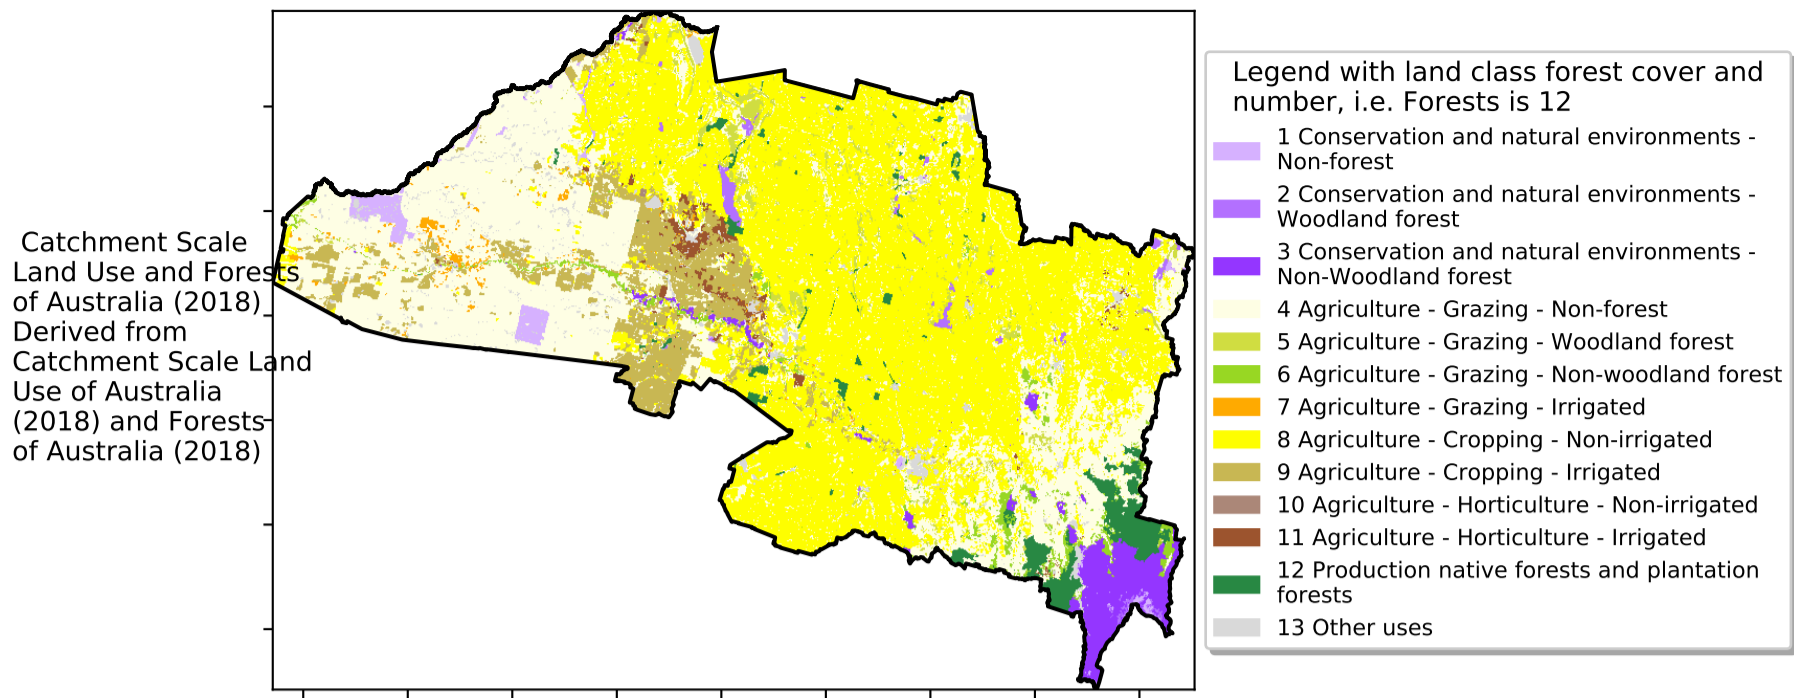 Catchment Scale
Land Use and Forests
of Australia (2018)
Derived from
Catchment Scale Land
Use of Australia
(2018) and Forests
of Australia (2018)
Legend with land class forest cover and
number, i.e. Forests is 12
1 Conservation and natural environments -
Non-forest
2 Conservation and natural environments -
Woodland forest
3 Conservation and natural environments -
Non-Woodland forest
4 Agriculture - Grazing - Non-forest
5 Agriculture - Grazing - Woodland forest
6 Agriculture - Grazing - Non-woodland forest
7 Agriculture - Grazing - Irrigated
8 Agriculture - Cropping - Non-irrigated
9 Agriculture - Cropping - Irrigated
10 Agriculture - Horticulture - Non-irrigated
11 Agriculture - Horticulture - Irrigated
12 Production native forests and plantation
forests
13 Other uses